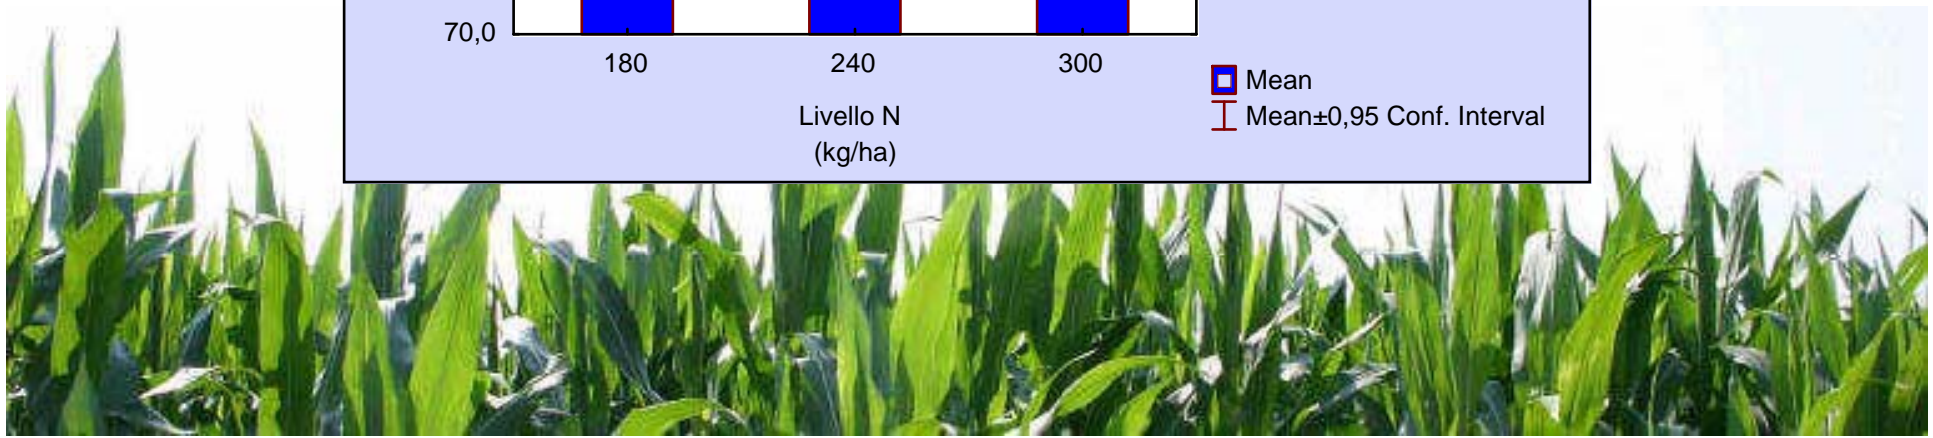 70,0
180 240 300
Mean
Livello N
Mean±0,95 Conf. Interval
(kg/ha)